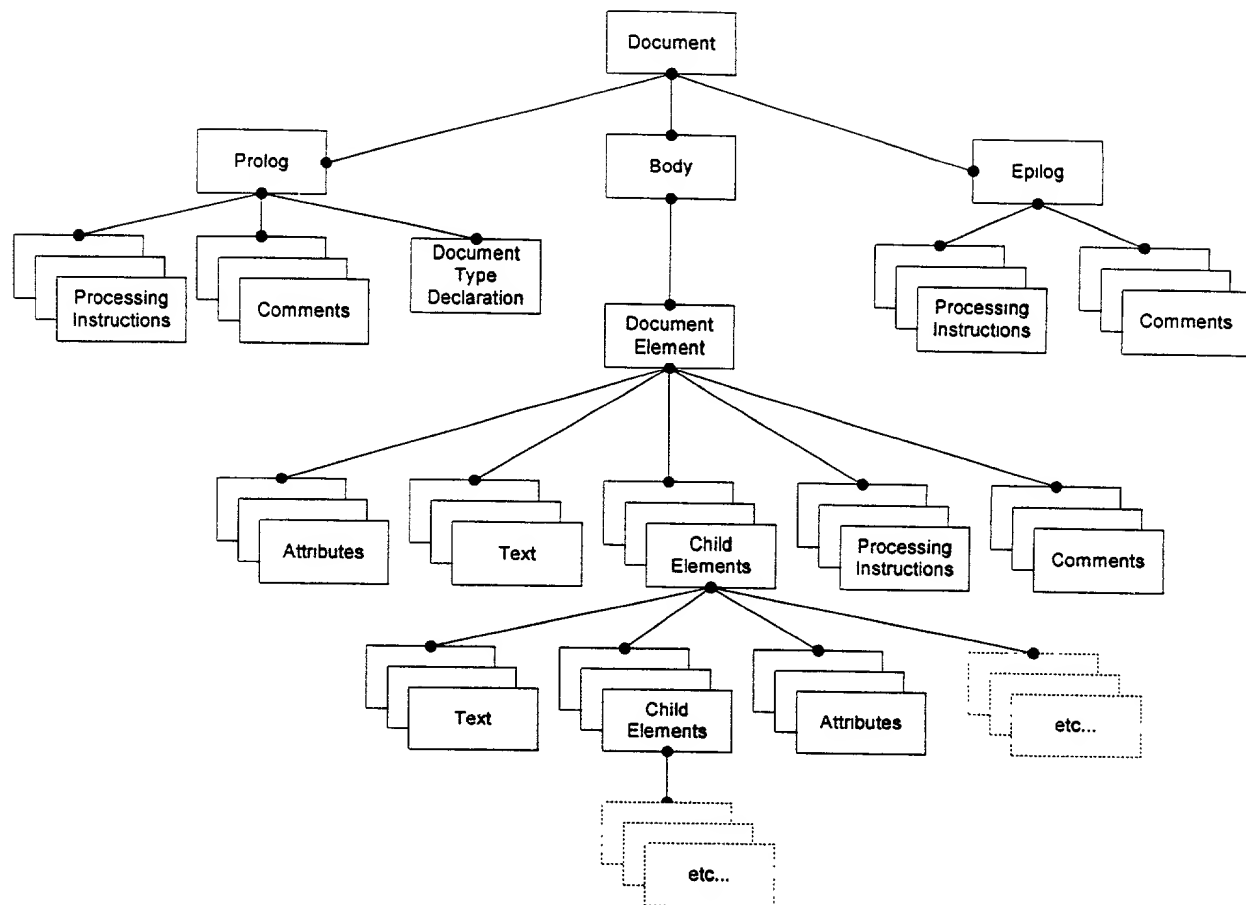 Document
Prolog
Body
Epilog
Processing
Instructions
Comments
Document
Type
Declaration
Processing
Instructions
Comments
Document
Element
Attributes
Text
Child
Elements
Processing
Instructions
Comments
Text
Child
Elements
Attributes
etc...
etc...